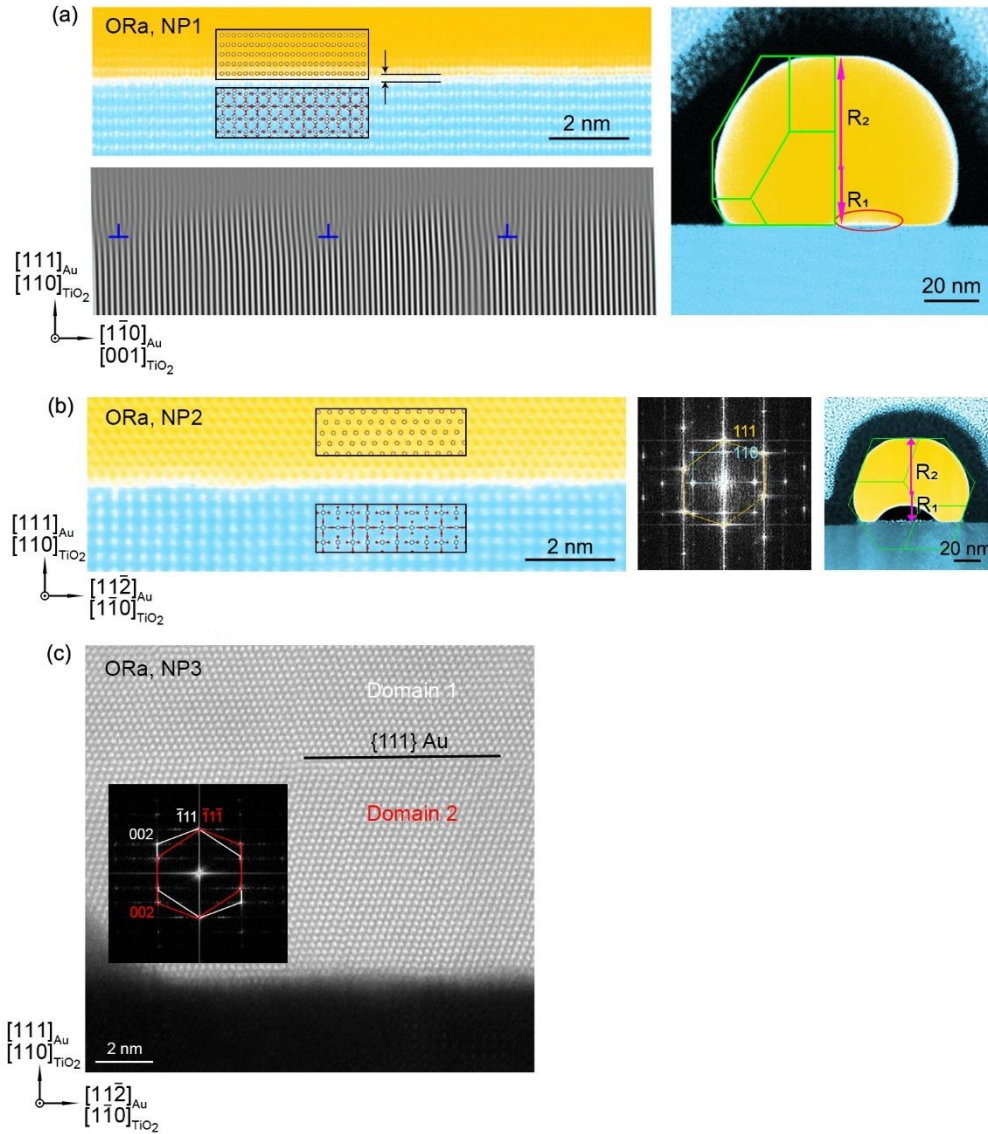 (a)
ORa, NP1
2 nm
R₂
R₁
20 nm
⊥ ⊥ ⊥
[111]Au
[110]TiO₂
[11̅0]Au
[001]TiO₂
(b)
ORa, NP2
2 nm
111
110
R₂
R₁
20 nm
[111]Au
[110]TiO₂
[112̅]Au
[11̅0]TiO₂
(c)
ORa, NP3
Domain 1
{111} Au
Domain 2
1̅11 1̅11̅
002
002
2 nm
[111]Au
[110]TiO₂
[112̅]Au
[11̅0]TiO₂